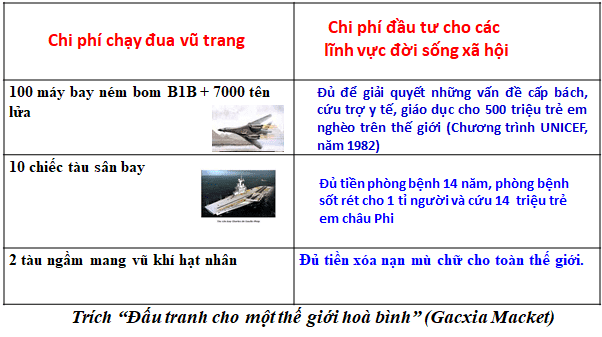 Chi phí chạy đua vũ trang
Chi phí đầu tư cho các
lĩnh vực đời sống xã hội
100 máy bay ném bom B1B + 7000 tên
lửa
Đủ để giải quyết những vấn đề cấp bách,
cứu trợ y tế, giáo dục cho 500 triệu trẻ em
nghèo trên thế giới (Chương trình UNICEF,
năm 1982)
10 chiếc tàu sân bay
Đủ tiền phòng bệnh 14 năm, phòng bệnh
sốt rét cho 1 tỉ người và cứu 14 triệu trẻ
em châu Phi
2 tàu ngầm mang vũ khí hạt nhân
Đủ tiền xóa nạn mù chữ cho toàn thế giới.
Trích “Đấu tranh cho một thế giới hoà bình” (Gacxia Macket)